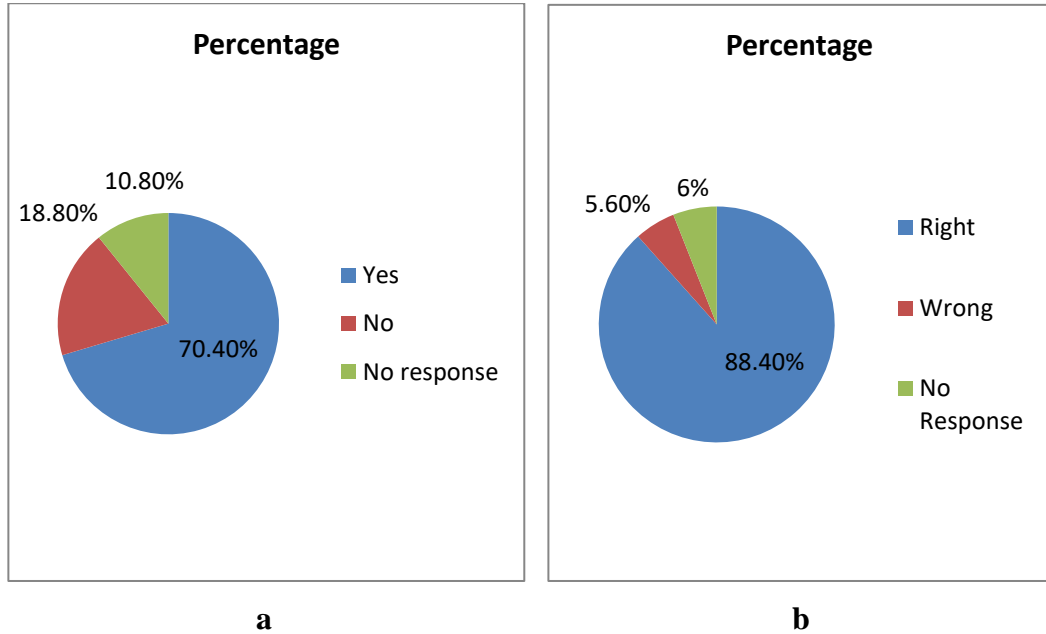 Percentage
10.80%
18.80%
70.40%
Yes
No
No response
a
Percentage
6%
5.60%
88.40%
Right
Wrong
No
Response
b